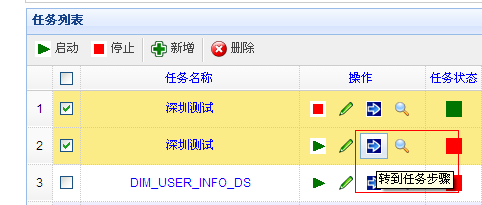 任务列表
启动 停止 新增 删除
任务名称 操作 任务状态
1 深圳测试
2 深圳测试
转到任务步骤
3 DIM_USER_INFO_DS